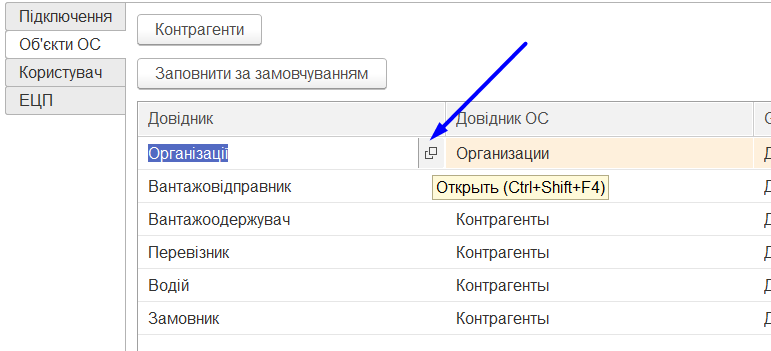 Підключення
Об'єкти ОС
Користувач
ЕЦП
Контрагенти
Заповнити за замовчуванням
Довідник Довідник ОС
Організації Организации
Вантажовідправник
Открыть (Ctrl+Shift+F4)
Вантажоодержувач Контрагенты
Перевізник Контрагенты
Водій Контрагенты
Замовник Контрагенты